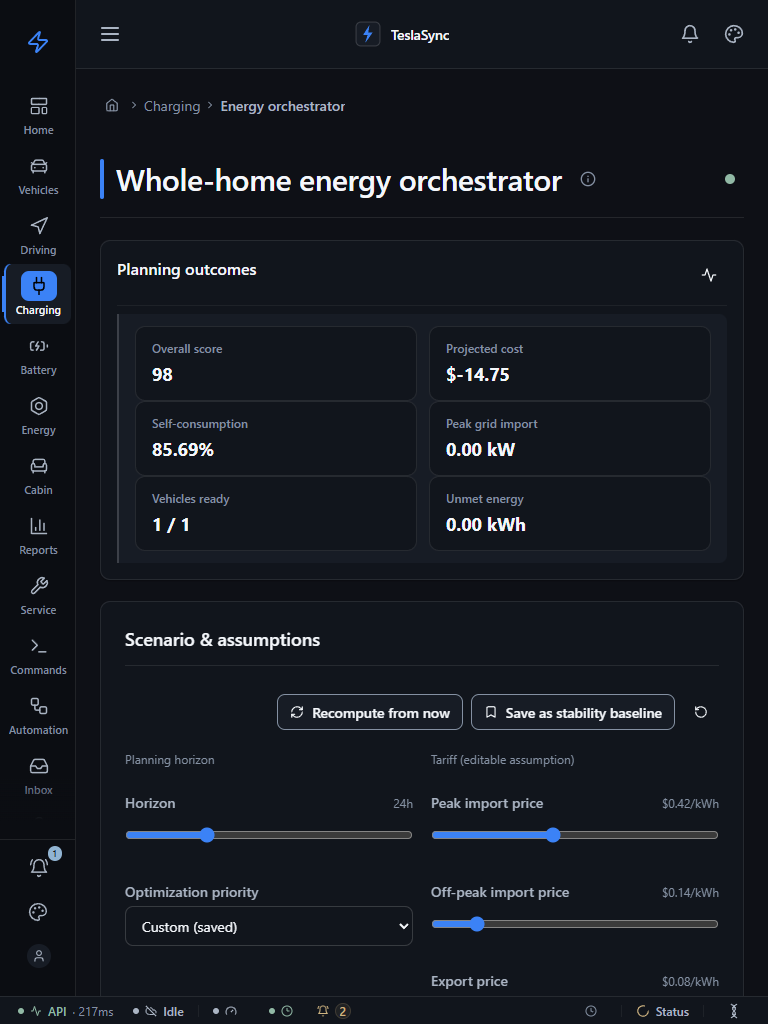 TeslaSync
Home
Vehicles
Driving
Charging
Battery
Energy
Cabin
Reports
Service
Commands
Automation
Inbox
1
Charging > Energy orchestrator
Whole-home energy orchestrator
Planning outcomes
Overall score
98
Projected cost
$-14.75
Self-consumption
85.69%
Peak grid import
0.00 kW
Vehicles ready
1 / 1
Unmet energy
0.00 kWh
Scenario & assumptions
Recompute from now
Save as stability baseline
Planning horizon
Horizon 24h
Optimization priority
Custom (saved)
Tariff (editable assumption)
Peak import price $0.42/kWh
Off-peak import price $0.14/kWh
Export price $0.08/kWh
API · 217ms Idle 2 Status